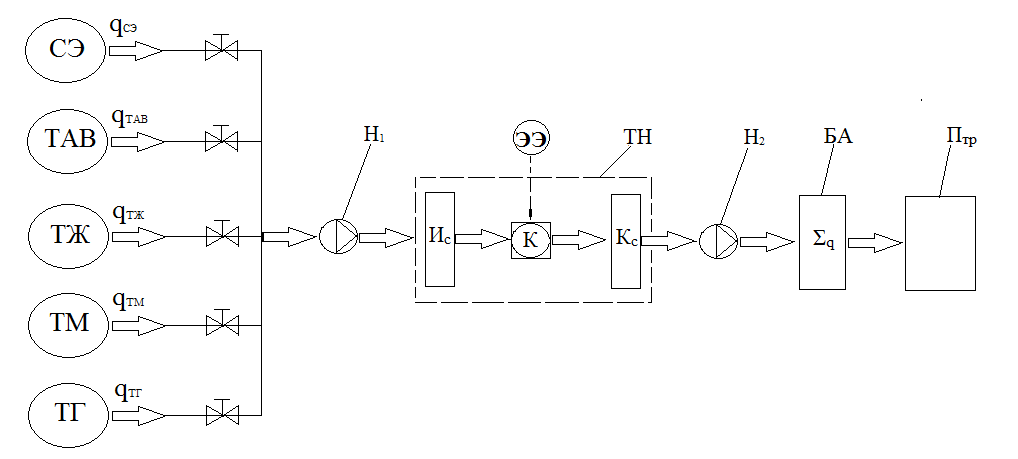 qСЭ
СЭ
qТАВ
ТАВ
Н1
ЭЭ
ТН
Н2
БА
Птр
qТЖ
ТЖ
Ис
К
Кс
Σq
qТМ
ТМ
qТГ
ТГ